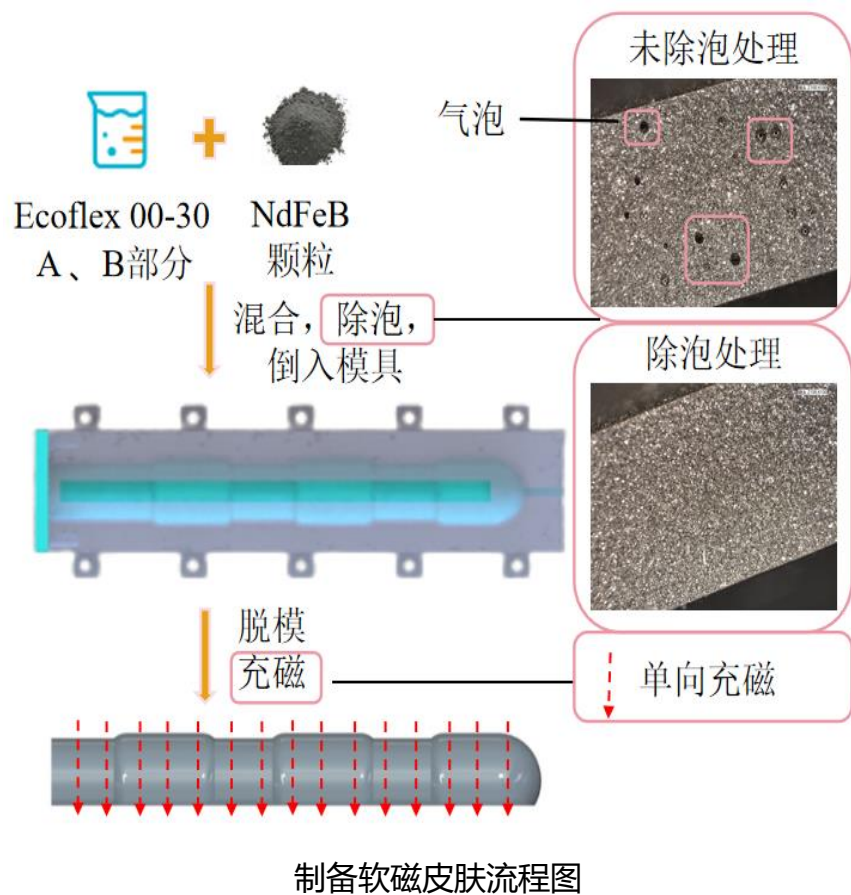 未除泡处理
气泡
Ecoflex 00-30
A、B部分
NdFeB
颗粒
混合，除泡，
倒入模具
除泡处理
脱模
充磁
单向充磁
制备软磁皮肤流程图